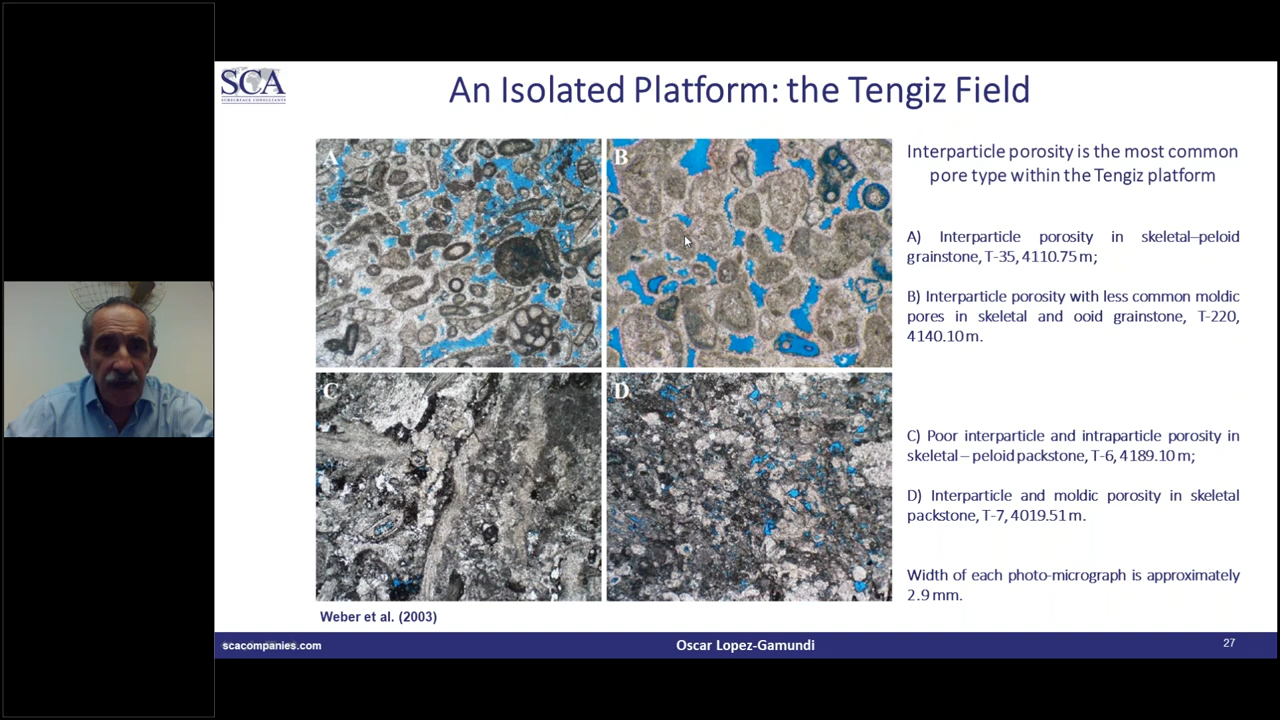 SCA
SUBSURFACE CONSULTANTS
An Isolated Platform: the Tengiz Field
A
B
C
D
Interparticle porosity is the most common
pore type within the Tengiz platform
A) Interparticle porosity in skeletal–peloid
grainstone, T-35, 4110.75 m;
B) Interparticle porosity with less common moldic
pores in skeletal and ooid grainstone, T-220,
4140.10 m.
C) Poor interparticle and intraparticle porosity in
skeletal – peloid packstone, T-6, 4189.10 m;
D) Interparticle and moldic porosity in skeletal
packstone, T-7, 4019.51 m.
Width of each photo-micrograph is approximately
2.9 mm.
Weber et al. (2003)
scacompanies.com
Oscar Lopez-Gamundi
27